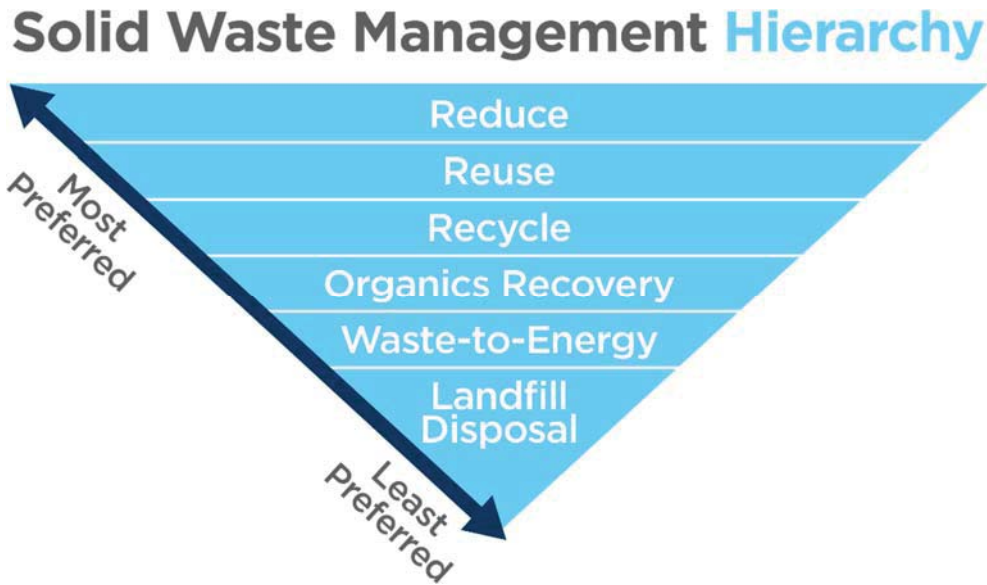 Solid Waste Management Hierarchy
Reduce
Reuse
Recycle
Organics Recovery
Waste-to-Energy
Landfill
Disposal
Most
Preferred
Least
Preferred